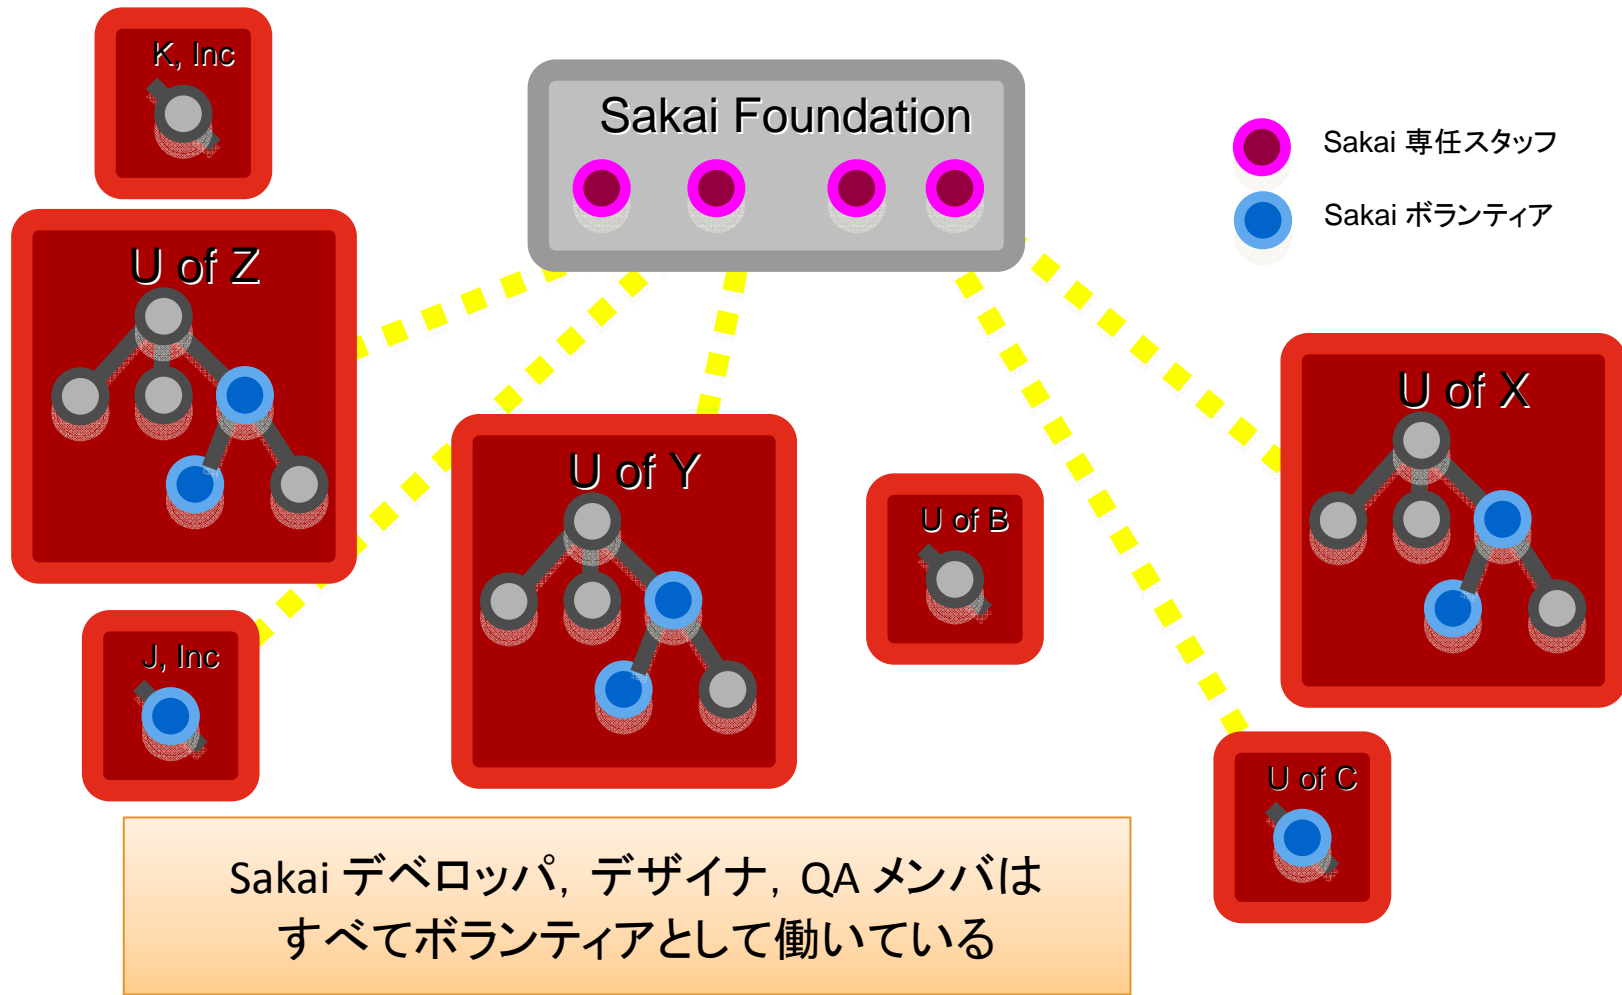 K, Inc
Sakai Foundation
Sakai 専任スタッフ
Sakai ボランティア
U of Z
U of X
U of Y
U of B
J, Inc
U of C
Sakai デベロッパ, デザイナ, QA メンバは
すべてボランティアとして働いている